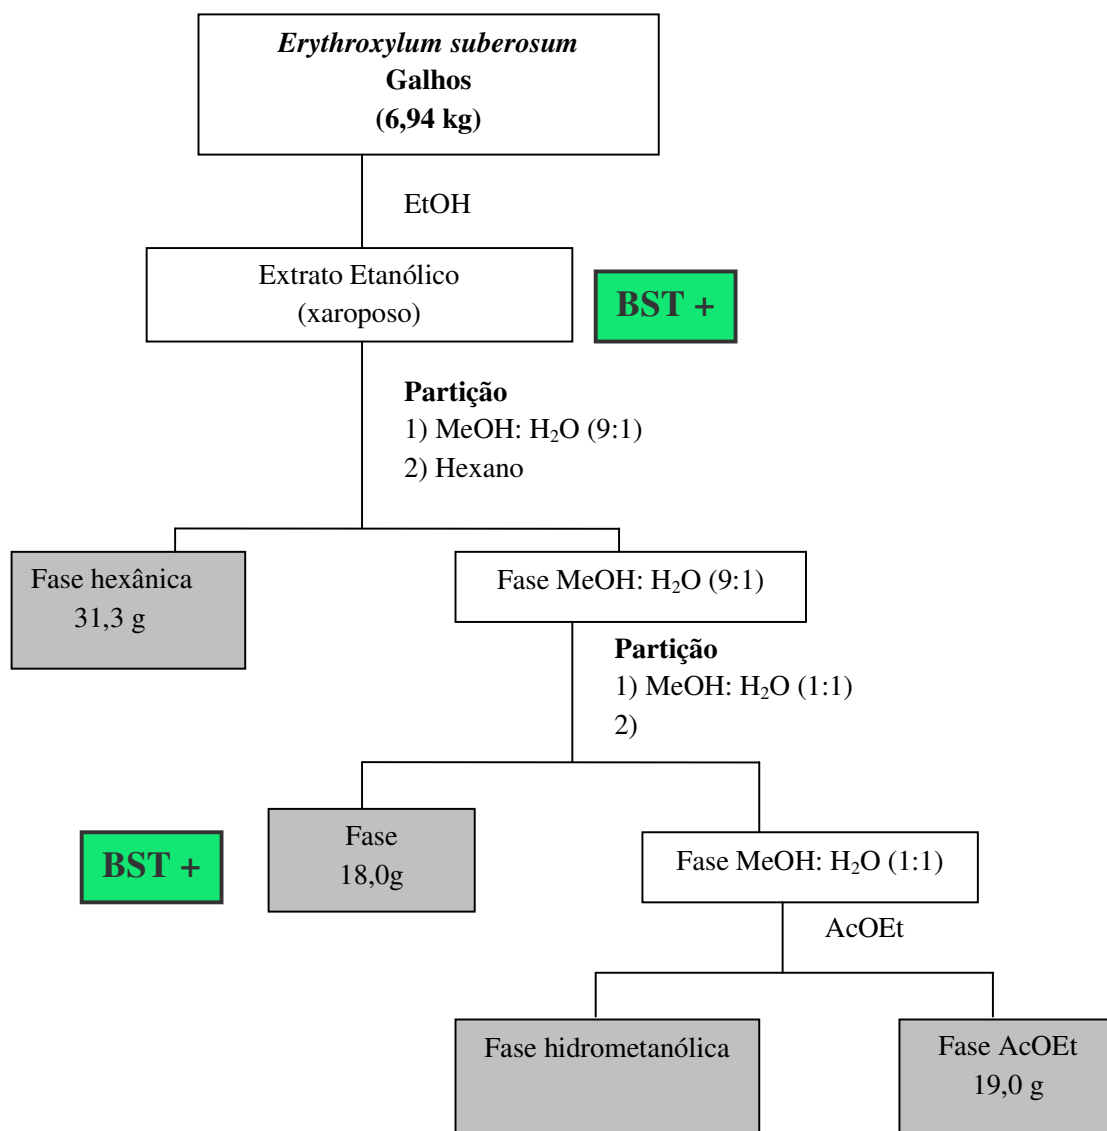 Erythroxylum suberosum
Galhos
(6,94 kg)
EtOH
Extrato Etanólico
(xaroposo)
BST +
Partição
1) MeOH: H₂O (9:1)
2) Hexano
Fase hexânica
31,3 g
Fase MeOH: H₂O (9:1)
Partição
1) MeOH: H₂O (1:1)
2)
BST +
Fase
18,0g
Fase MeOH: H₂O (1:1)
AcOEt
Fase hidrometanólica
Fase AcOEt
19,0 g